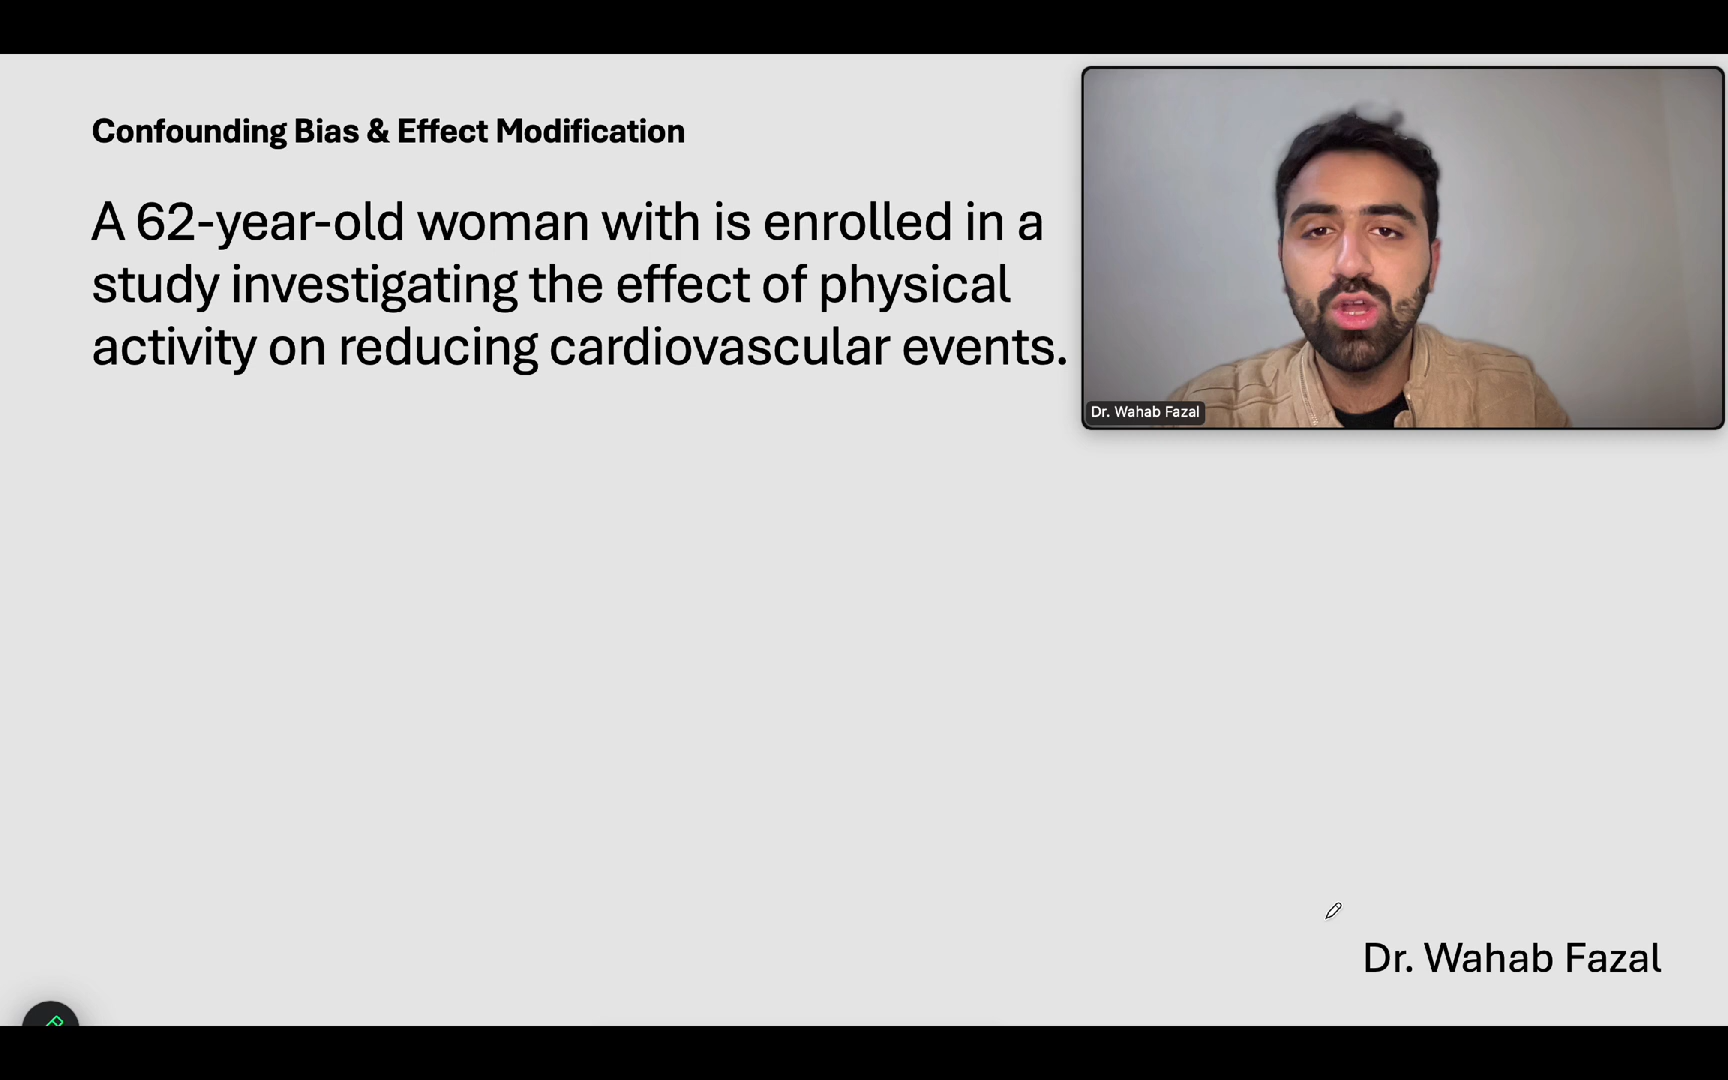 Confounding Bias & Effect Modification
A 62-year-old woman with is enrolled in a
study investigating the effect of physical
activity on reducing cardiovascular events.
Dr. Wahab Fazal
Dr. Wahab Fazal